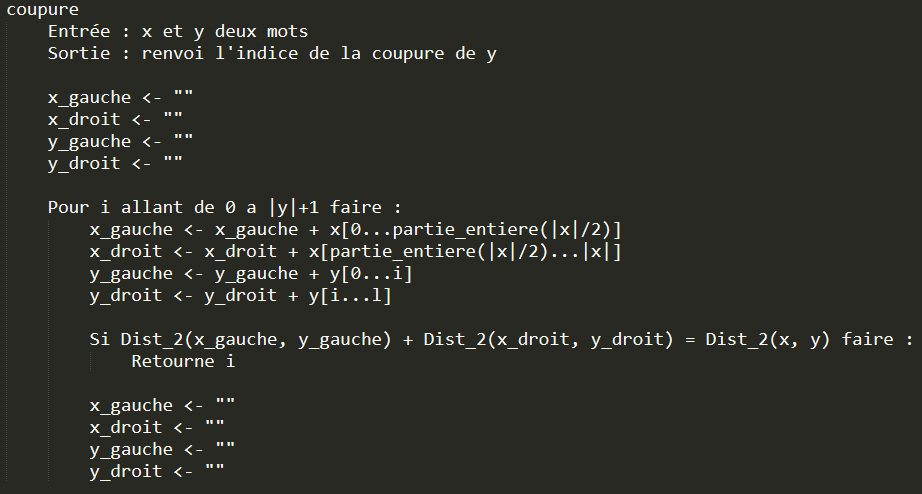 coupure
Entrée : x et y deux mots
Sortie : renvoi l'indice de la coupure de y
x_gauche <- ""
x_droit <- ""
y_gauche <- ""
y_droit <- ""
Pour i allant de 0 a |y|+1 faire :
x_gauche <- x_gauche + x[0...partie_entiere(|x|/2)]
x_droit <- x_droit + x[partie_entiere(|x|/2)...|x|]
y_gauche <- y_gauche + y[0...i]
y_droit <- y_droit + y[i...l]
Si Dist_2(x_gauche, y_gauche) + Dist_2(x_droit, y_droit) = Dist_2(x, y) faire :
Retourne i
x_gauche <- ""
x_droit <- ""
y_gauche <- ""
y_droit <- ""